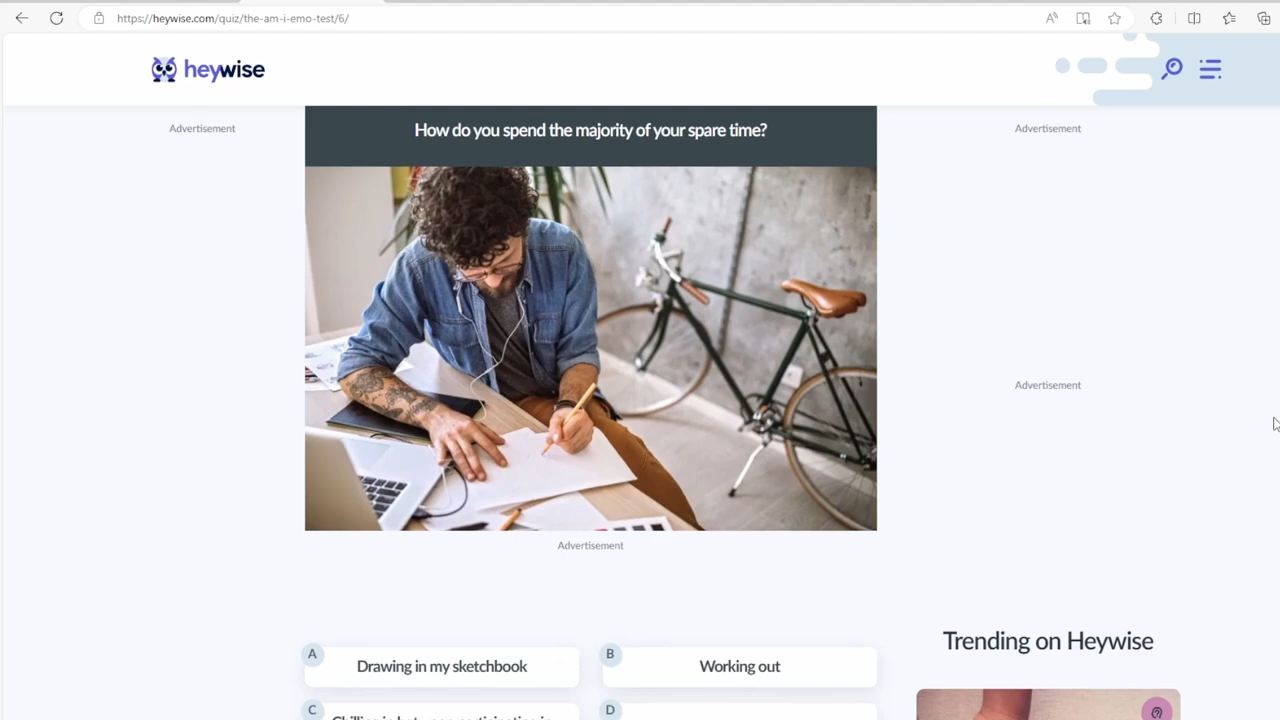 https://heywise.com/quiz/the-am-i-emo-test/6/
heywise
How do you spend the majority of your spare time?
Advertisement
Advertisement
Advertisement
Advertisement
Trending on Heywise
A
Drawing in my sketchbook
B
Working out
C
D